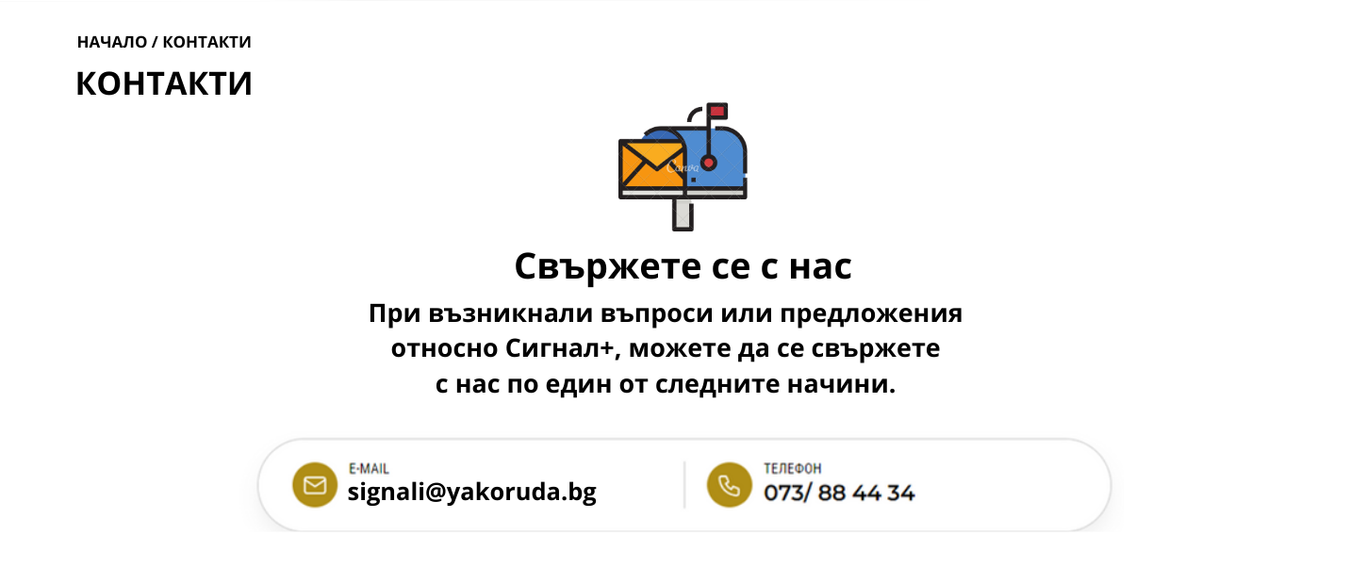 НАЧАЛО / КОНТАКТИ
КОНТАКТИ
Canva
Свържете се с нас
При възникнали въпроси или предложения
относно Сигнал+, можете да се свържете
с нас по един от следните начини.
E-MAIL
signali@yakoruda.bg
ТЕЛЕФОН
073/ 88 44 34